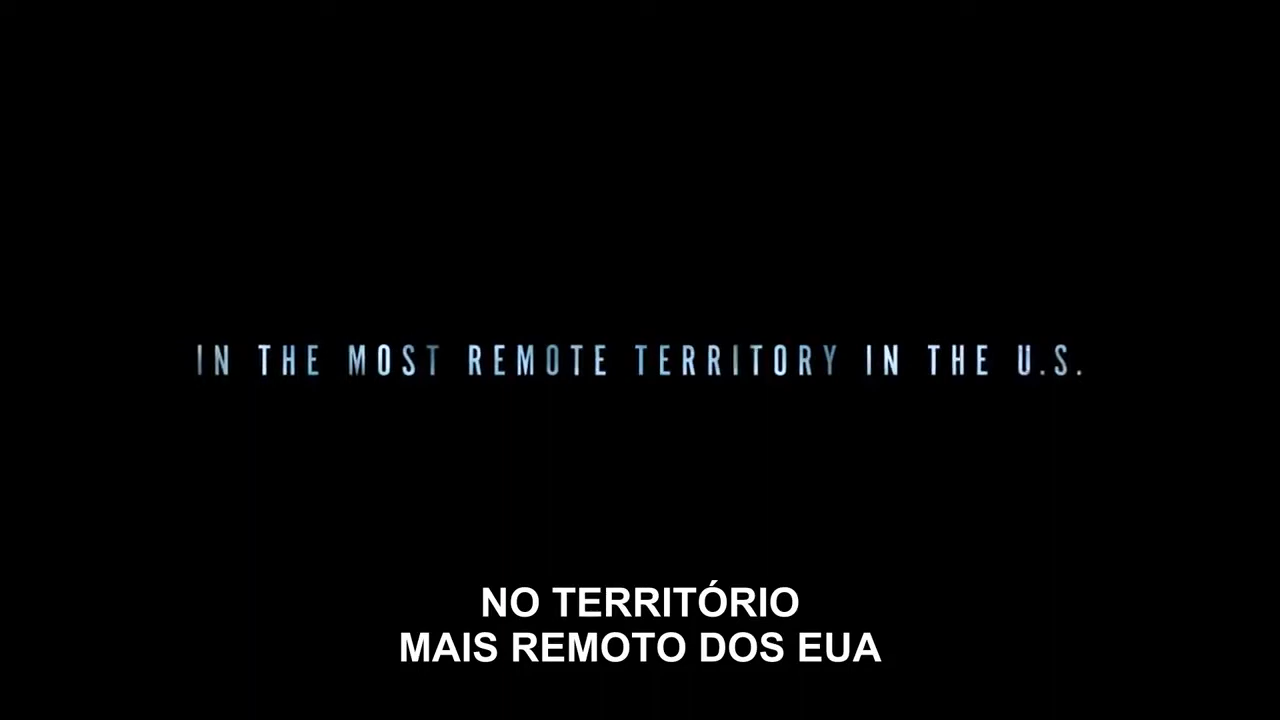 IN THE MOST REMOTE TERRITORY IN THE U.S.
NO TERRITÓRIO
MAIS REMOTO DOS EUA